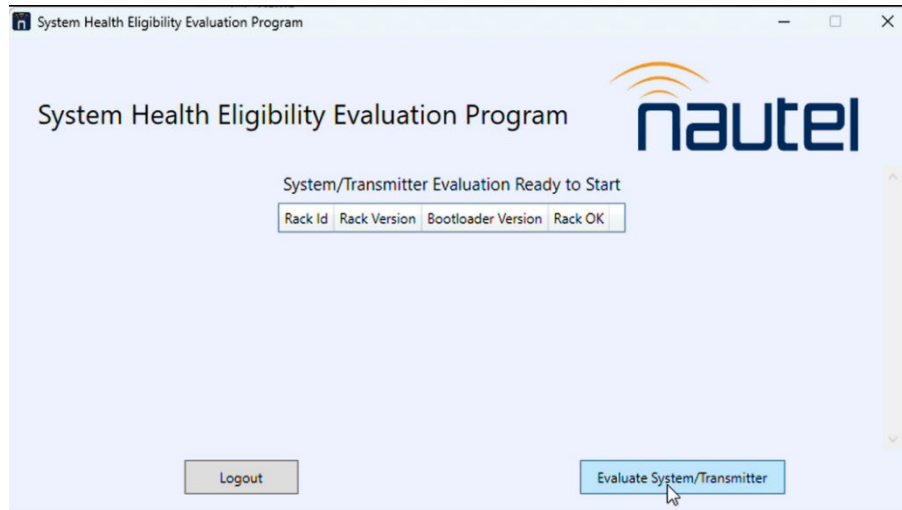 System Health Eligibility Evaluation Program
System Health Eligibility Evaluation Program
nautel
System/Transmitter Evaluation Ready to Start
Rack Id Rack Version Bootloader Version Rack OK
Logout
Evaluate System/Transmitter